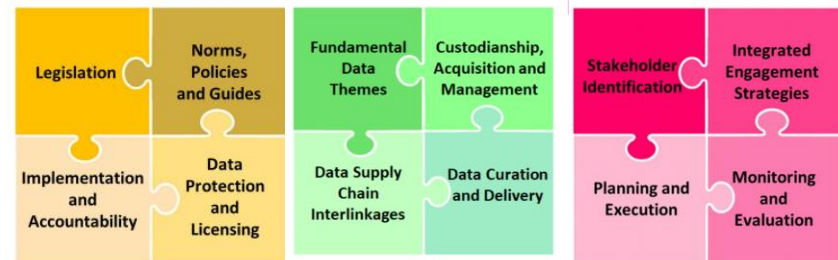 Legislation
Norms,
Policies
and Guides
Implementation
and
Accountability
Data
Protection
and
Licensing
Fundamental
Data
Themes
Custodianship,
Acquisition and
Management
Data Supply
Chain
Interlinkages
Data Curation
and Delivery
Stakeholder
Identification
Integrated
Engagement
Strategies
Planning and
Execution
Monitoring
and
Evaluation